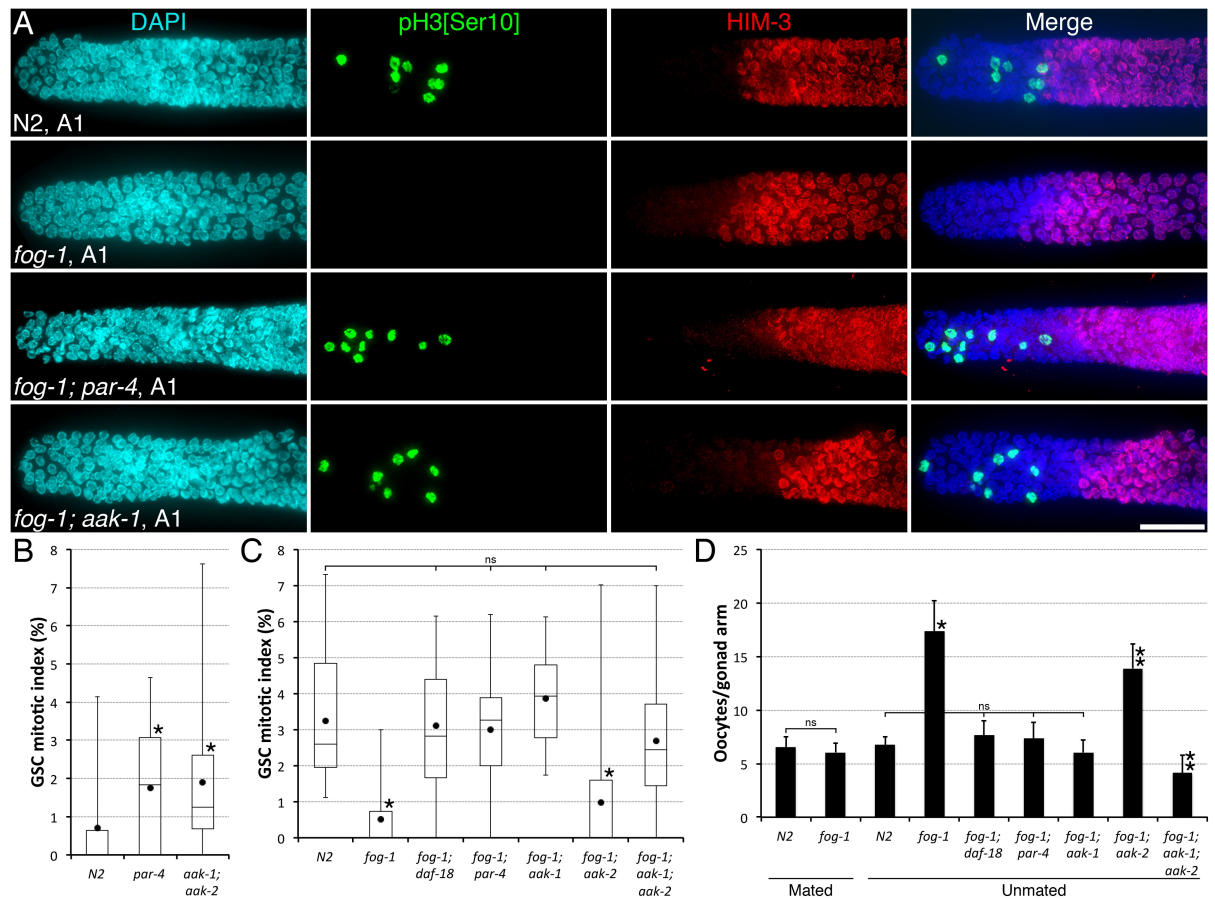 A DAPI pH3[Ser10] HIM-3 Merge
N2, A1
fog-1, A1
fog-1; par-4, A1
fog-1; aak-1, A1
B
GSC mitotic index (%)
8
7
6
5
4
3
2
1
0
*
*
N2 par-4 aak-1; aak-2
C
GSC mitotic index (%)
8
7
6
5
4
3
2
1
0
ns
*
*
N2 fog-1 fog-1; daf-18 fog-1; par-4 fog-1; aak-1 fog-1; aak-2 fog-1; aak-1; aak-2
D
Oocytes/gonad arm
25
20
15
10
5
0
ns
*
ns
**
**
N2 fog-1 N2 fog-1 fog-1; daf-18 fog-1; par-4 fog-1; aak-1 fog-1; aak-2 fog-1; aak-1; aak-2
Mated Unmated